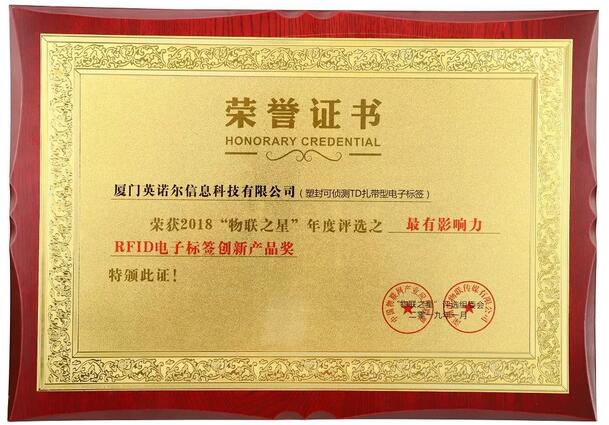 荣誉证书
HONORARY CREDENTIAL
厦门英诺尔信息科技有限公司（塑封可侦测TD扎带型电子标签）
荣获2018“物联之星”年度评选之 最有影响力
RFID电子标签创新产品奖
特颁此证！
“物联之星”评选组委会
二零一九年一月